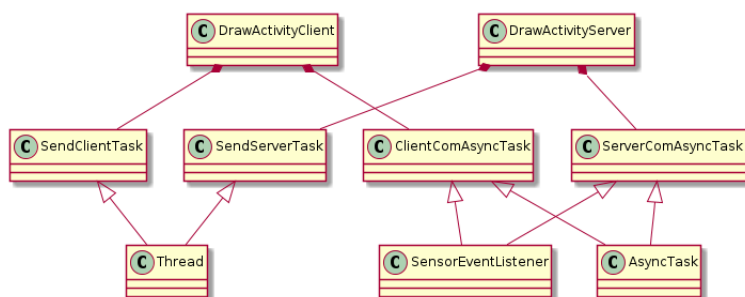 C DrawActivityClient
C DrawActivityServer
C SendClientTask
C SendServerTask
C ClientComAsyncTask
C ServerComAsyncTask
C Thread
C SensorEventListener
C AsyncTask